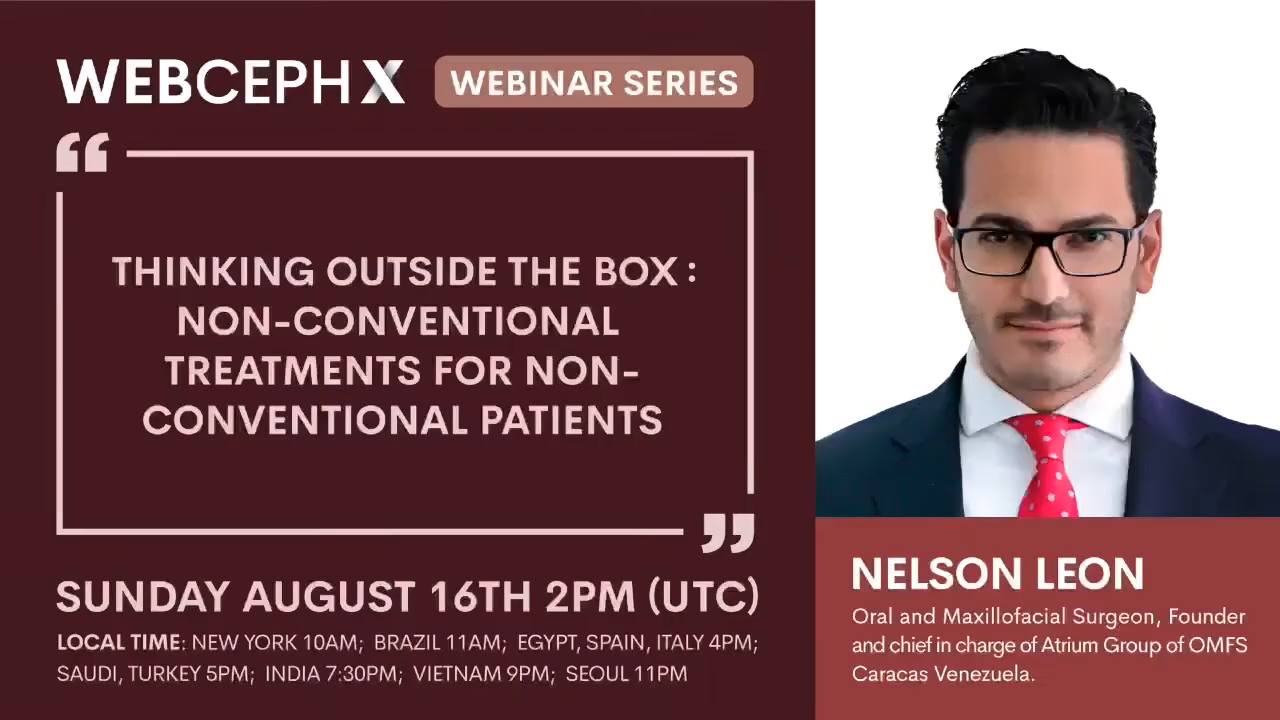 WEBCEPH X WEBINAR SERIES
“
THINKING OUTSIDE THE BOX :
NON-CONVENTIONAL
TREATMENTS FOR NON-
CONVENTIONAL PATIENTS
”
SUNDAY AUGUST 16TH 2PM (UTC)
LOCAL TIME: NEW YORK 10AM; BRAZIL 11AM; EGYPT, SPAIN, ITALY 4PM;
SAUDI, TURKEY 5PM; INDIA 7:30PM; VIETNAM 9PM; SEOUL 11PM
NELSON LEON
Oral and Maxillofacial Surgeon, Founder
and chief in charge of Atrium Group of OMFS
Caracas Venezuela.